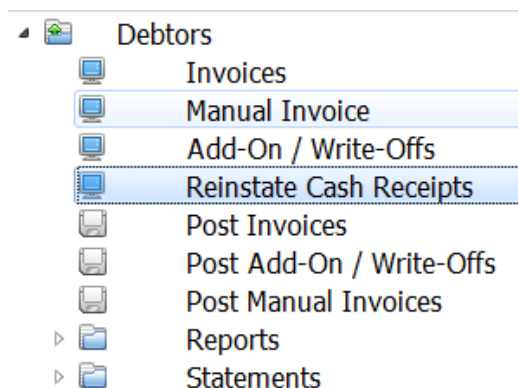 Debtors
Invoices
Manual Invoice
Add-On / Write-Offs
Reinstate Cash Receipts
Post Invoices
Post Add-On / Write-Offs
Post Manual Invoices
Reports
Statements